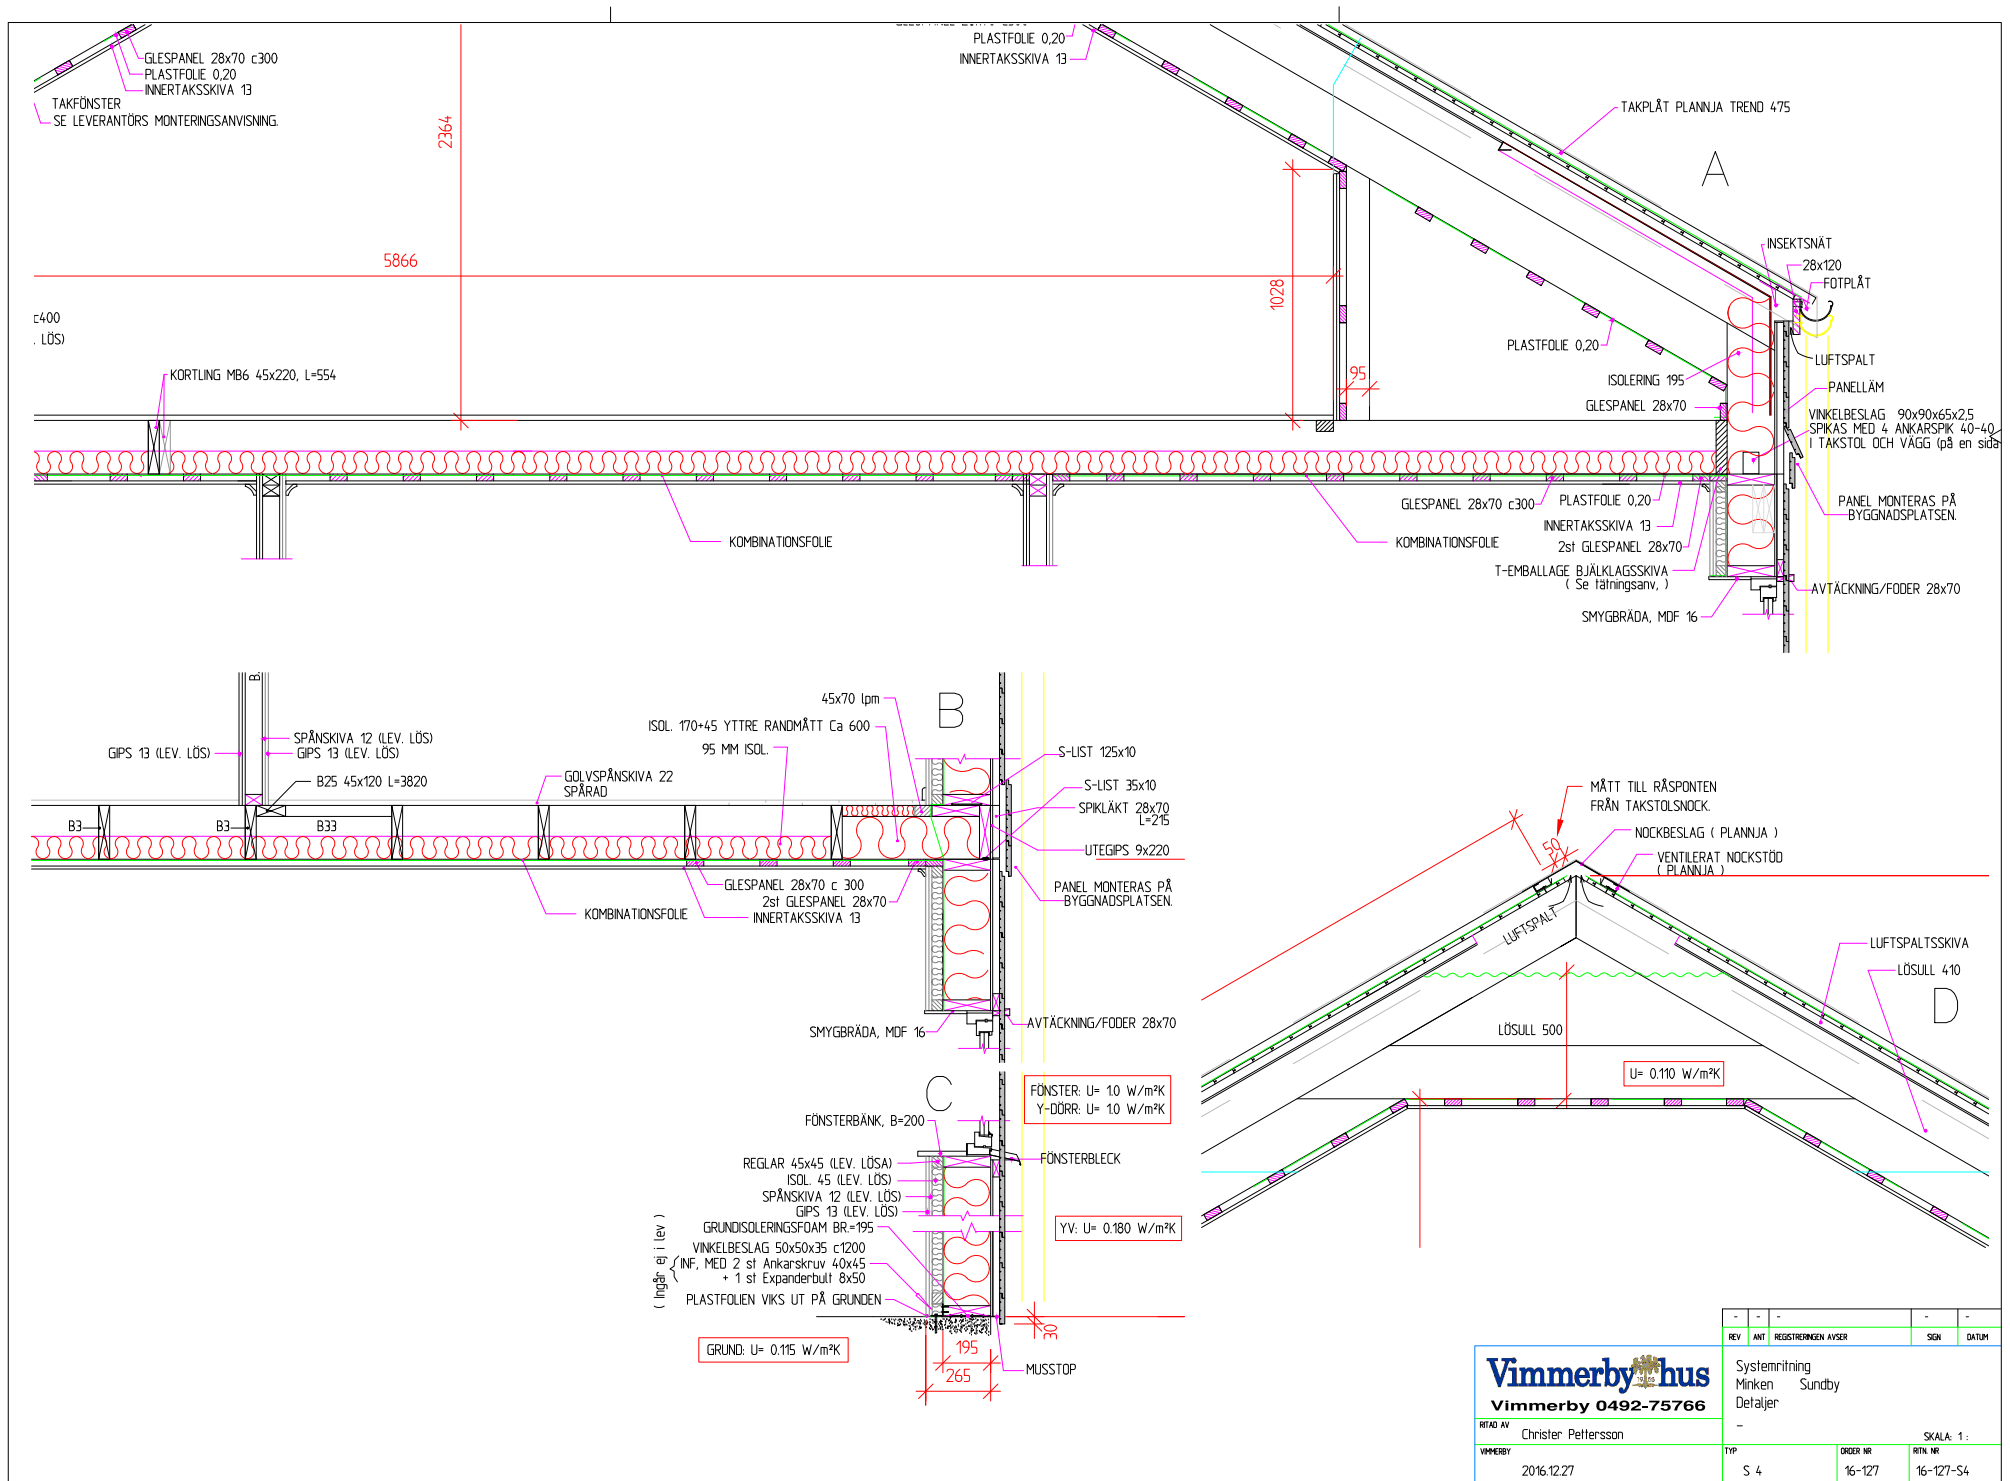 GLESPANEL 28x70 c300
PLASTFOLIE 0,20
INNERTAKSSKIVA 13
TAKFÖNSTER
SE LEVERANTÖRS MONTERINGSANVISNING.
2364
5866
c400
. LÖS)
KORTLING MB6 45x220, L=554
PLASTFOLIE 0,20
INNERTAKSSKIVA 13
1028
95
TAKPLÅT PLANNJA TREND 475
A
INSEKTSNÄT
28x120
FOTPLÅT
PLASTFOLIE 0,20
LUFTSPALT
ISOLERING 195
PANELLÄM
GLESPANEL 28x70
VINKELBESLAG 90x90x65x2,5
SPIKAS MED 4 ANKARSPIK 40-40
I TAKSTOL OCH VÄGG (på en sida
GLESPANEL 28x70 c300
PLASTFOLIE 0,20
PANEL MONTERAS PÅ
BYGGNADSPLATSEN.
INNERTAKSSKIVA 13
KOMBINATIONSFOLIE
KOMBINATIONSFOLIE
2st GLESPANEL 28x70
T-EMBALLAGE BJÄLKLAGSSKIVA
( Se tätningsanv, )
AVTÄCKNING/FODER 28x70
SMYGBRÄDA, MDF 16
B.
45x70 lpm
B
ISOL. 170+45 YTTRE RANDMÅTT Ca 600
95 MM ISOL.
SPÅNSKIVA 12 (LEV. LÖS)
GIPS 13 (LEV. LÖS)
GIPS 13 (LEV. LÖS)
B25 45x120 L=3820
GOLVSPÅNSKIVA 22
SPÅRAD
S-LIST 125x10
S-LIST 35x10
SPIKLÄKT 28x70
L=215
B3
B3
B33
UTEGIPS 9x220
GLESPANEL 28x70 c 300
2st GLESPANEL 28x70
INNERTAKSSKIVA 13
KOMBINATIONSFOLIE
PANEL MONTERAS PÅ
BYGGNADSPLATSEN.
SMYGBRÄDA, MDF 16
AVTÄCKNING/FODER 28x70
C
FÖNSTER: U= 1.0 W/m²K
Y-DÖRR: U= 1.0 W/m²K
FÖNSTERBÄNK, B=200
FÖNSTERBLECK
REGLAR 45x45 (LEV. LÖSA)
ISOL. 45 (LEV. LÖS)
SPÅNSKIVA 12 (LEV. LÖS)
GIPS 13 (LEV. LÖS)
GRUNDISOLERINGSFOAM BR.=195
YV: U= 0.180 W/m²K
VINKELBESLAG 50x50x35 c1200
INF, MED 2 st Ankarskruv 40x45
+ 1 st Expanderbult 8x50
( Ingår ej i lev )
PLASTFOLIEN VIKS UT PÅ GRUNDEN
30
GRUND: U= 0.115 W/m²K
195
265
MUSSTOP
MÅTT TILL RÅSPONTEN
FRÅN TAKSTOLSNOCK.
50
NOCKBESLAG ( PLANNJA )
VENTILERAT NOCKSTÖD
( PLANNJA )
LUFTSPALT
LUFTSPALTSSKIVA
LÖSULL 410
D
LÖSULL 500
U= 0.110 W/m²K
- - - - -
REV ANT REGISTRERINGEN AVSER SIGN DATUM
Vimmerby hus
Vimmerby 0492-75766
Systemritning
Minken Sundby
Detaljer
-
RITAD AV
Christer Pettersson
SKALA: 1 :
VIMMERBY
2016.12.27
TYP
S 4
ORDER NR
16-127
RITN. NR
16-127-S4